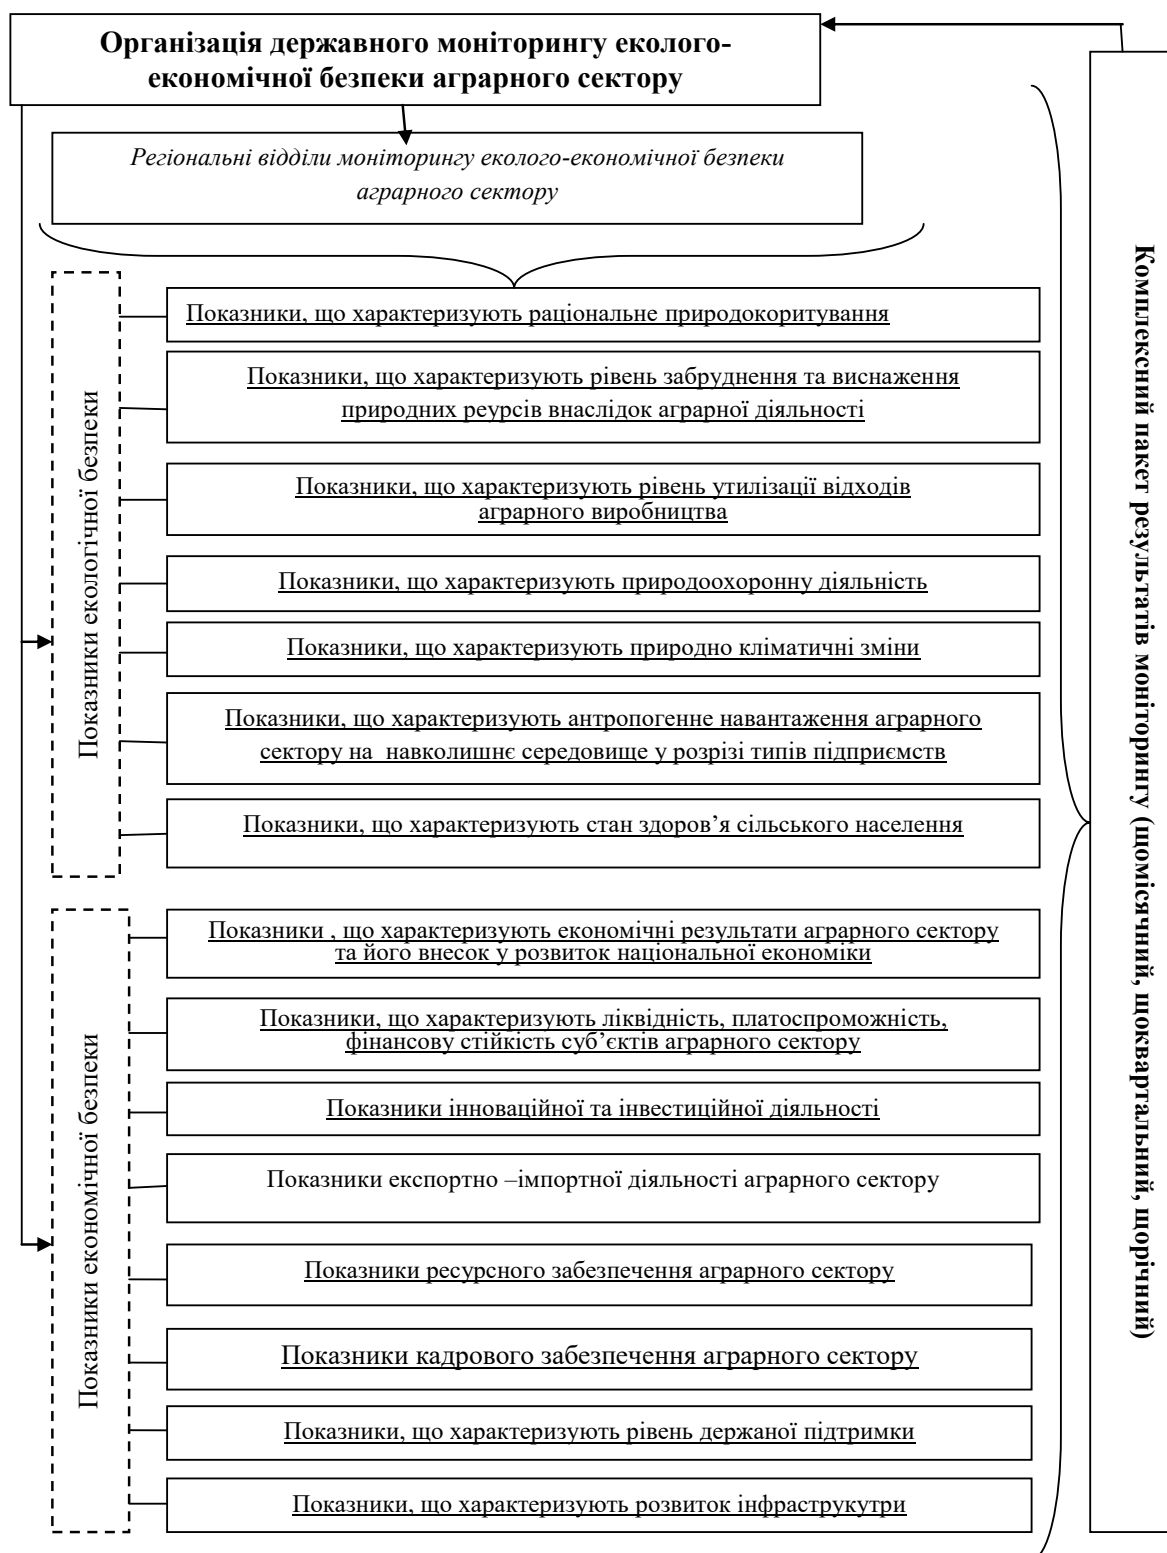 Організація державного моніторингу еколого-
економічної безпеки аграрного сектору
Регіональні відділи моніторингу еколого-економічної безпеки
аграрного сектору
Показники екологічної безпеки
Показники, що характеризують раціональне природокоритування
Показники, що характеризують рівень забруднення та виснаження
природних реурсів внаслідок аграрної діяльності
Показники, що характеризують рівень утилізації відходів
аграрного виробництва
Показники, що характеризують природоохоронну діяльність
Показники, що характеризують природно кліматичні зміни
Показники, що характеризують антропогенне навантаження аграрного
сектору на навколишнє середовище у розрізі типів підприємств
Показники, що характеризують стан здоров’я сільського населення
Показники економічної безпеки
Показники , що характеризують економічні результати аграрного сектору
та його внесок у розвиток національної економіки
Показники, що характеризують ліквідність, платоспроможність,
фінансову стійкість суб’єктів аграрного сектору
Показники інноваційної та інвестиційної діяльності
Показники експортно –імпортної діяльності аграрного сектору
Показники ресурсного забезпечення аграрного сектору
Показники кадрового забезпечення аграрного сектору
Показники, що характеризують рівень держаної підтримки
Показники, що характеризують розвиток інфраструкутри
Комплексний пакет результатів моніторингу (щомісячний, щоквартальний, щорічний)